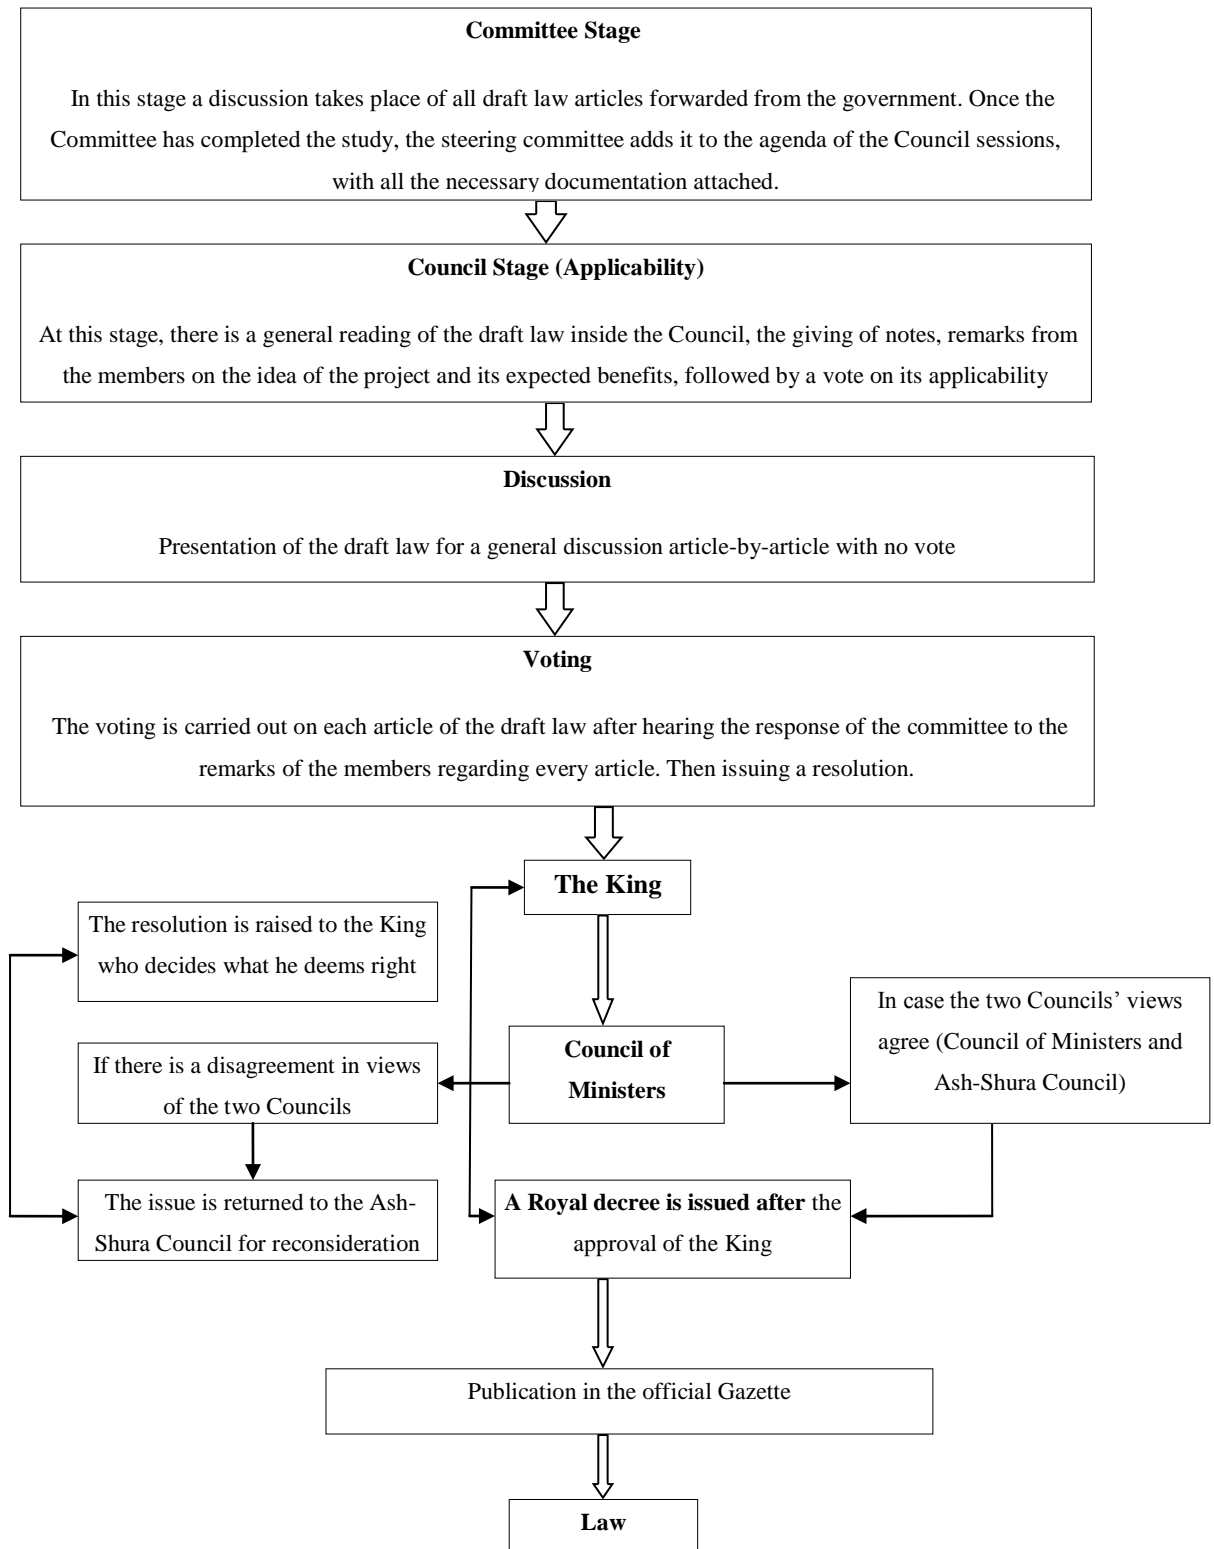 Committee Stage
In this stage a discussion takes place of all draft law articles forwarded from the government. Once the
Committee has completed the study, the steering committee adds it to the agenda of the Council sessions,
with all the necessary documentation attached.
Council Stage (Applicability)
At this stage, there is a general reading of the draft law inside the Council, the giving of notes, remarks from
the members on the idea of the project and its expected benefits, followed by a vote on its applicability
Discussion
Presentation of the draft law for a general discussion article-by-article with no vote
Voting
The voting is carried out on each article of the draft law after hearing the response of the committee to the
remarks of the members regarding every article. Then issuing a resolution.
The King
The resolution is raised to the King
who decides what he deems right
In case the two Councils’ views
agree (Council of Ministers and
Ash-Shura Council)
Council of
Ministers
If there is a disagreement in views
of the two Councils
The issue is returned to the Ash-
Shura Council for reconsideration
A Royal decree is issued after the
approval of the King
Publication in the official Gazette
Law